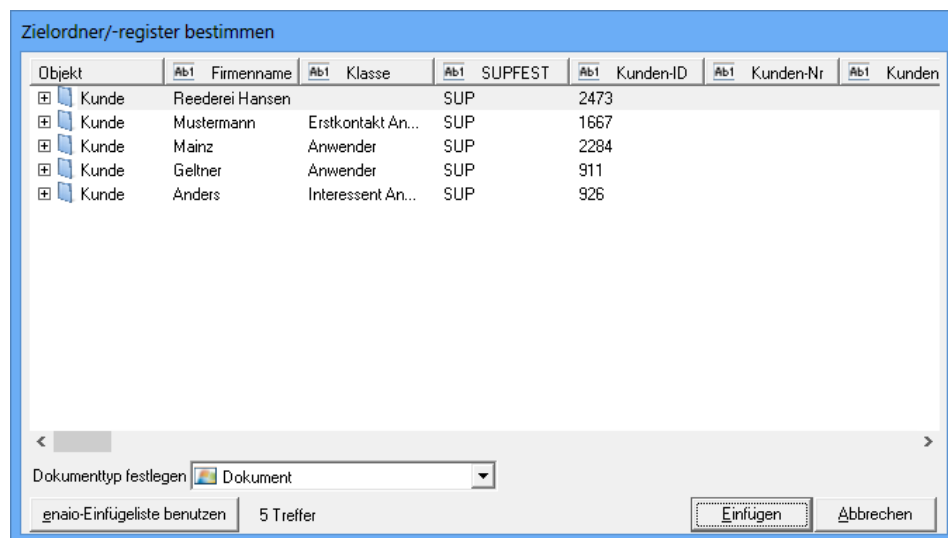 Zielordner/-register bestimmen
Objekt Ab1 Firmenname Ab1 Klasse Ab1 SUPFEST Ab1 Kunden-ID Ab1 Kunden-Nr Ab1 Kunden
Kunde Reederei Hansen SUP 2473
Kunde Mustermann Erstkontakt An... SUP 1667
Kunde Mainz Anwender SUP 2284
Kunde Geltner Anwender SUP 911
Kunde Anders Interessent An... SUP 926
Dokumenttyp festlegen Dokument
enaio-Einfügeliste benutzen 5 Treffer Einfügen Abbrechen